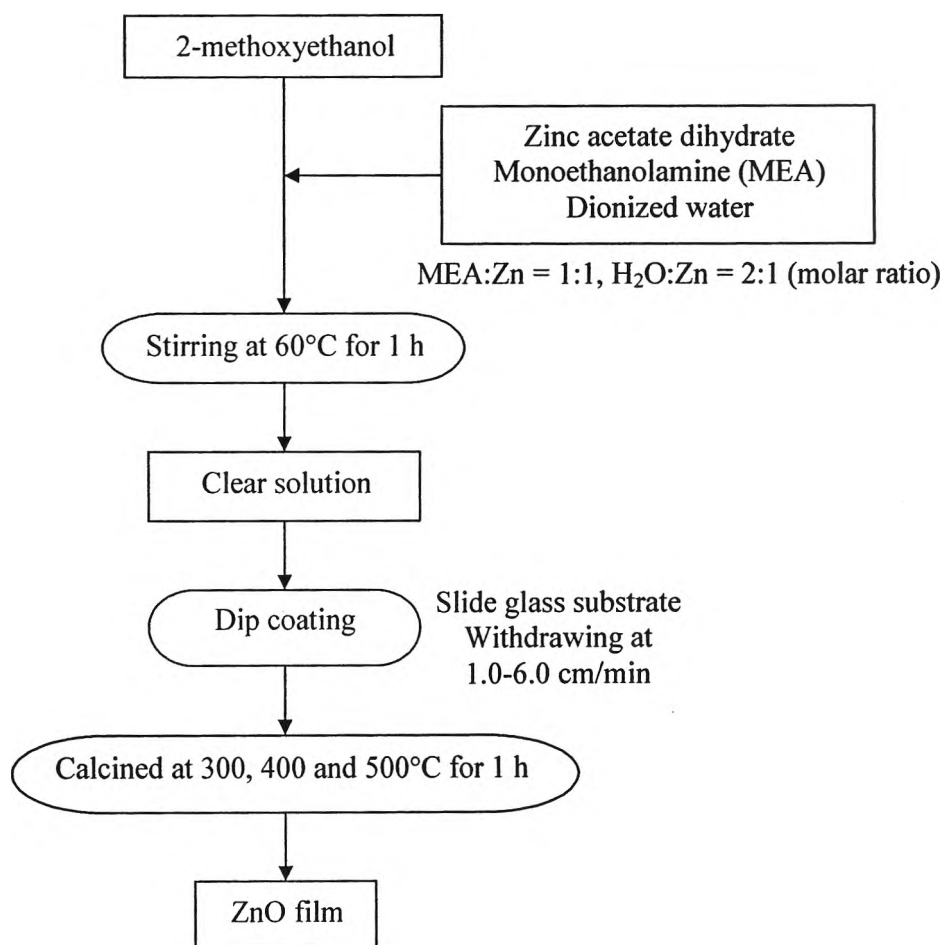 2-methoxyethanol
Zinc acetate dihydrate
Monoethanolamine (MEA)
Dionized water
MEA:Zn = 1:1, H₂O:Zn = 2:1 (molar ratio)
Stirring at 60°C for 1 h
Clear solution
Dip coating
Slide glass substrate
Withdrawing at
1.0-6.0 cm/min
Calcined at 300, 400 and 500°C for 1 h
ZnO film